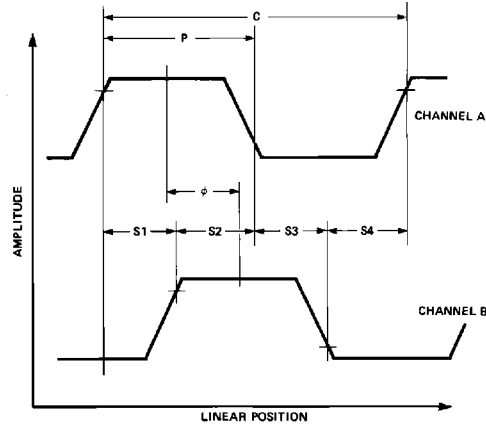 C
P
CHANNEL A
ϕ
S1 S2 S3 S4
CHANNEL B
AMPLITUDE
LINEAR POSITION